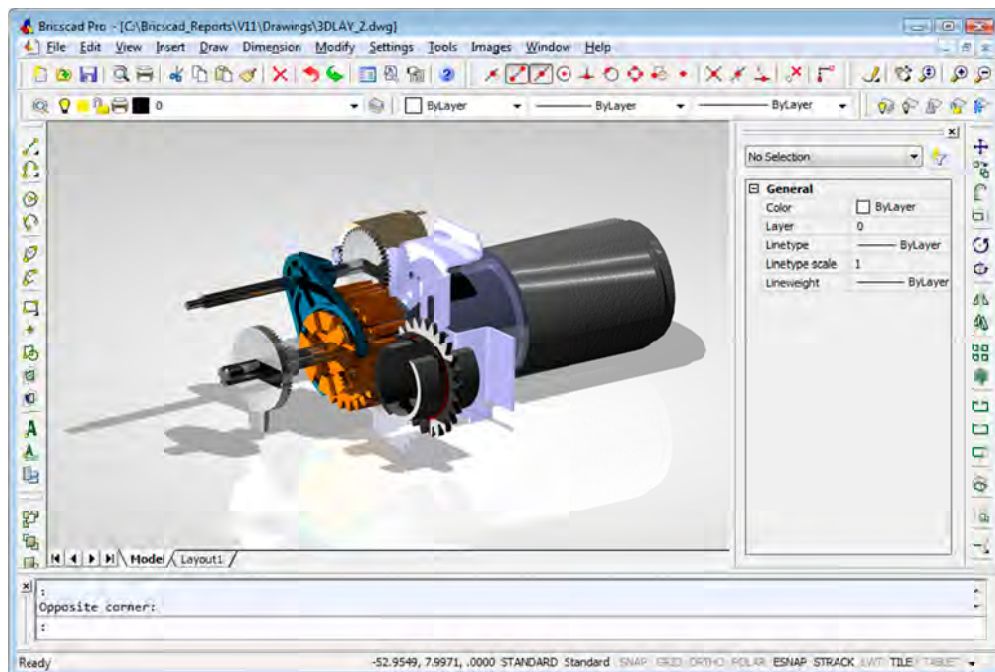 Bricscad Pro - [C:\Bricscad_Reports\V11\Drawings\3DLAY_2.dwg]
File Edit View Insert Draw Dimension Modify Settings Tools Images Window Help
0 ByLayer ByLayer ByLayer
No Selection
General
Color ByLayer
Layer 0
Linetype ByLayer
Linetype scale 1
Lineweight ByLayer
Model Layout1
:
Opposite corner:
:
Ready -52.9549, 7.9971, .0000 STANDARD Standard SNAP GRID ORTHO POLAR ESNAP STRACK LWT TILE TABLET